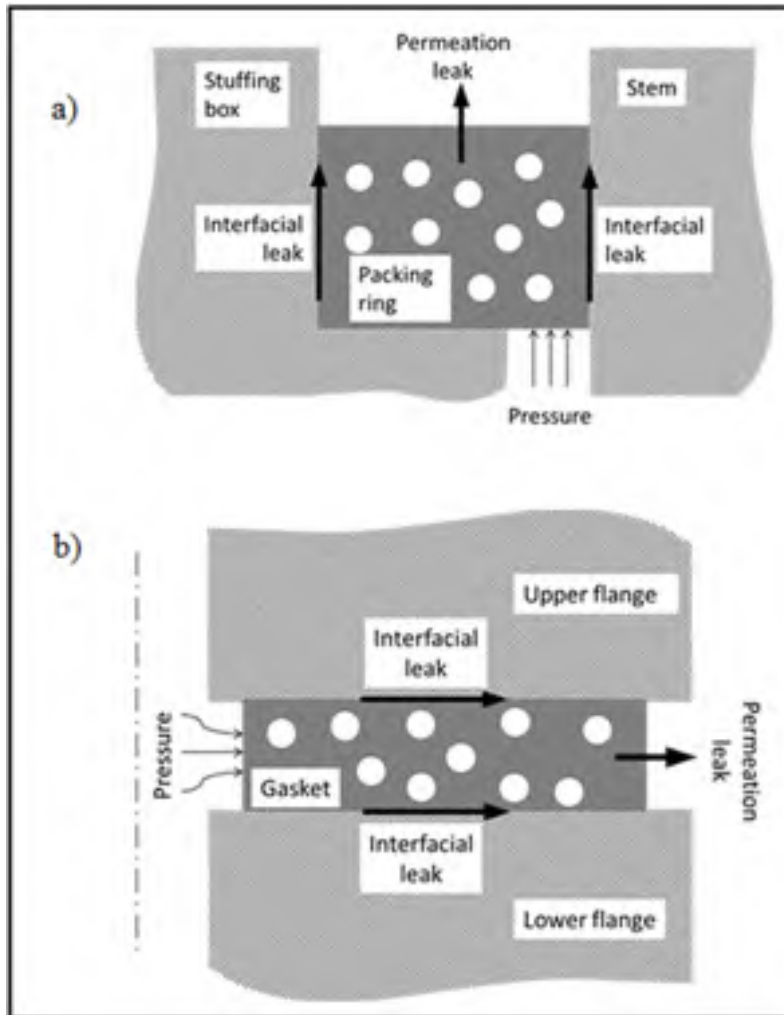 a)
Permeation
leak
Stuffing
box
Stem
Interfacial
leak
Interfacial
leak
Packing
ring
Pressure
b)
Upper flange
Interfacial
leak
Pressure
Permeation
leak
Gasket
Interfacial
leak
Lower flange